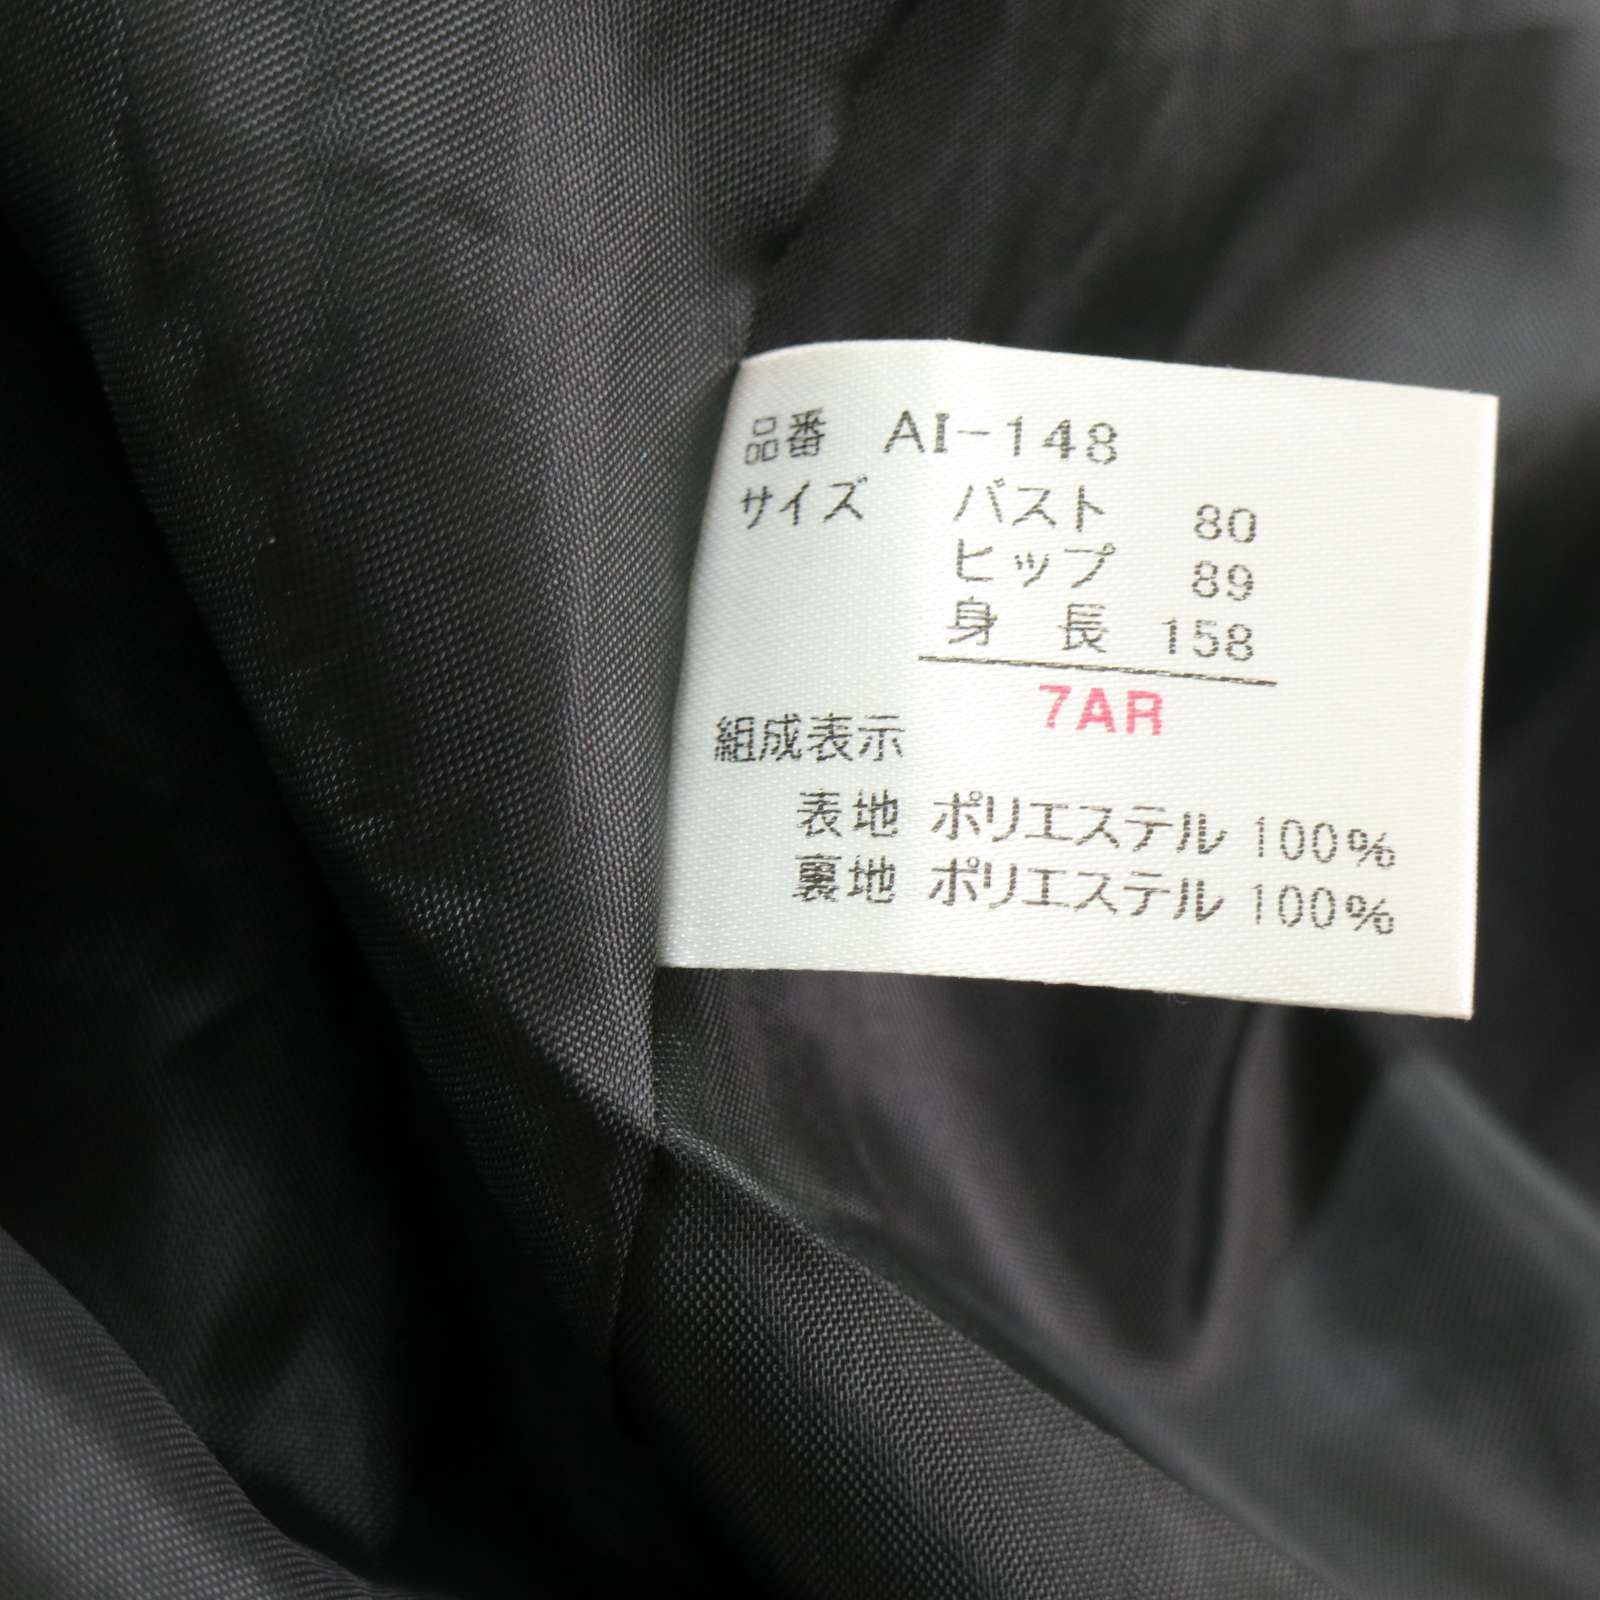 品番 AI-148
サイズ バスト 80
ヒップ 89
身長 158
7AR
組成表示
表地 ポリエステル 100%
裏地 ポリエステル 100%